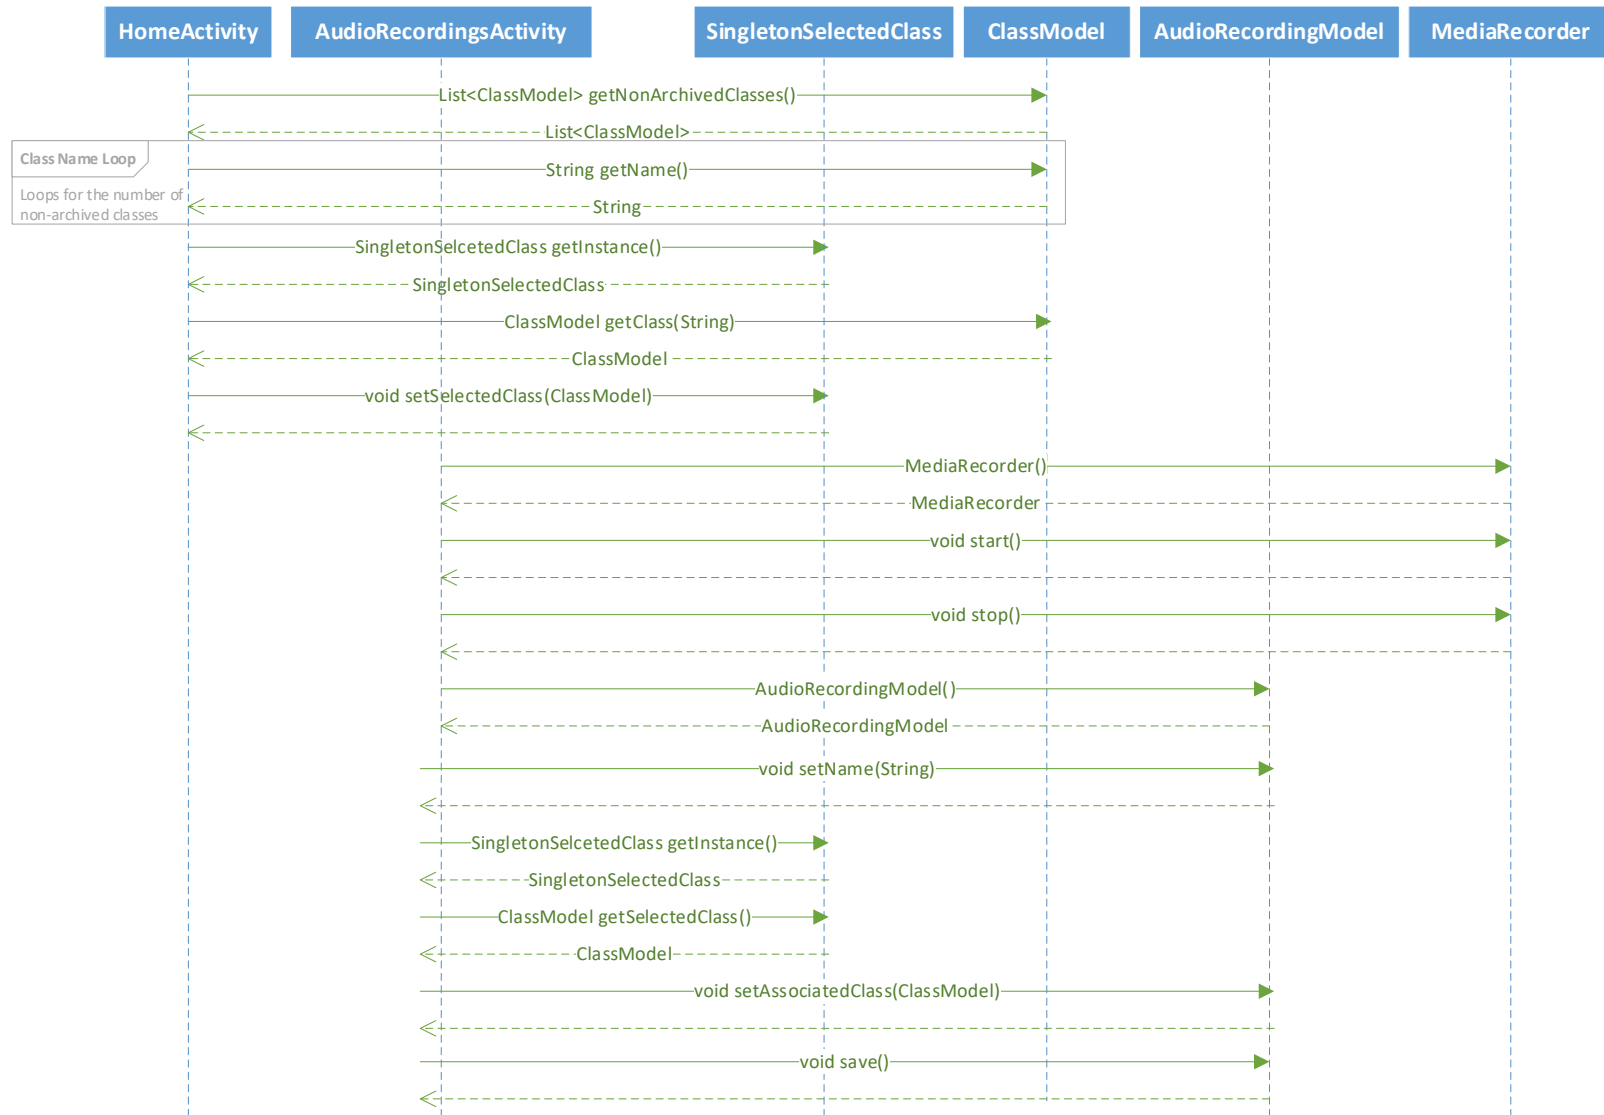 HomeActivity
AudioRecordingsActivity
SingletonSelectedClass
ClassModel
AudioRecordingModel
MediaRecorder
List<ClassModel> getNonArchivedClasses()
List<ClassModel>
Class Name Loop
String getName()
Loops for the number of
non-archived classes
String
SingletonSelcetedClass getInstance()
SingletonSelectedClass
ClassModel getClass(String)
ClassModel
void setSelectedClass(ClassModel)
MediaRecorder()
MediaRecorder
void start()
void stop()
AudioRecordingModel()
AudioRecordingModel
void setName(String)
SingletonSelcetedClass getInstance()
SingletonSelectedClass
ClassModel getSelectedClass()
ClassModel
void setAssociatedClass(ClassModel)
void save()